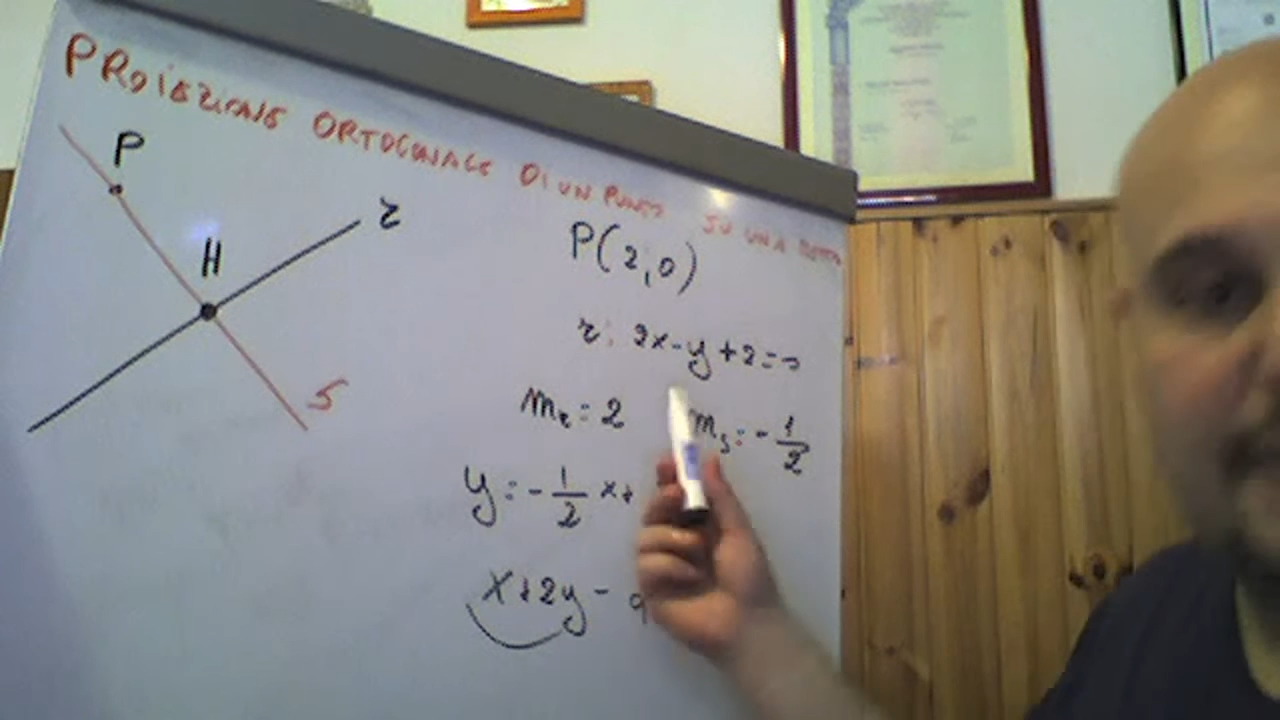 PROIEZIONE ORTOGONALE DI UN PUNTO SU UNA RETTA
P
r
H
s
P(2,0)
r: 2x-y+2=0
mr=2 ms=-1/2
y=-1/2 x+
x+2y-